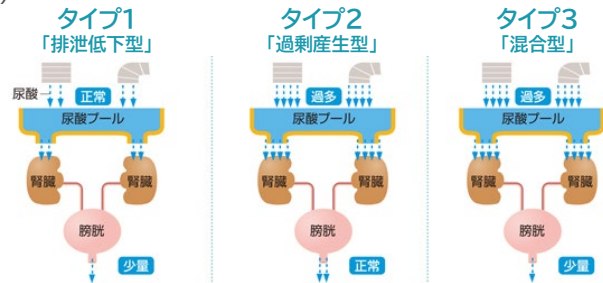 タイプ1
「排泄低下型」
尿酸
正常
尿酸プール
腎臓
腎臓
膀胱
少量
タイプ2
「過剰産生型」
過多
尿酸プール
腎臓
腎臓
膀胱
正常
タイプ3
「混合型」
過多
尿酸プール
腎臓
腎臓
膀胱
少量